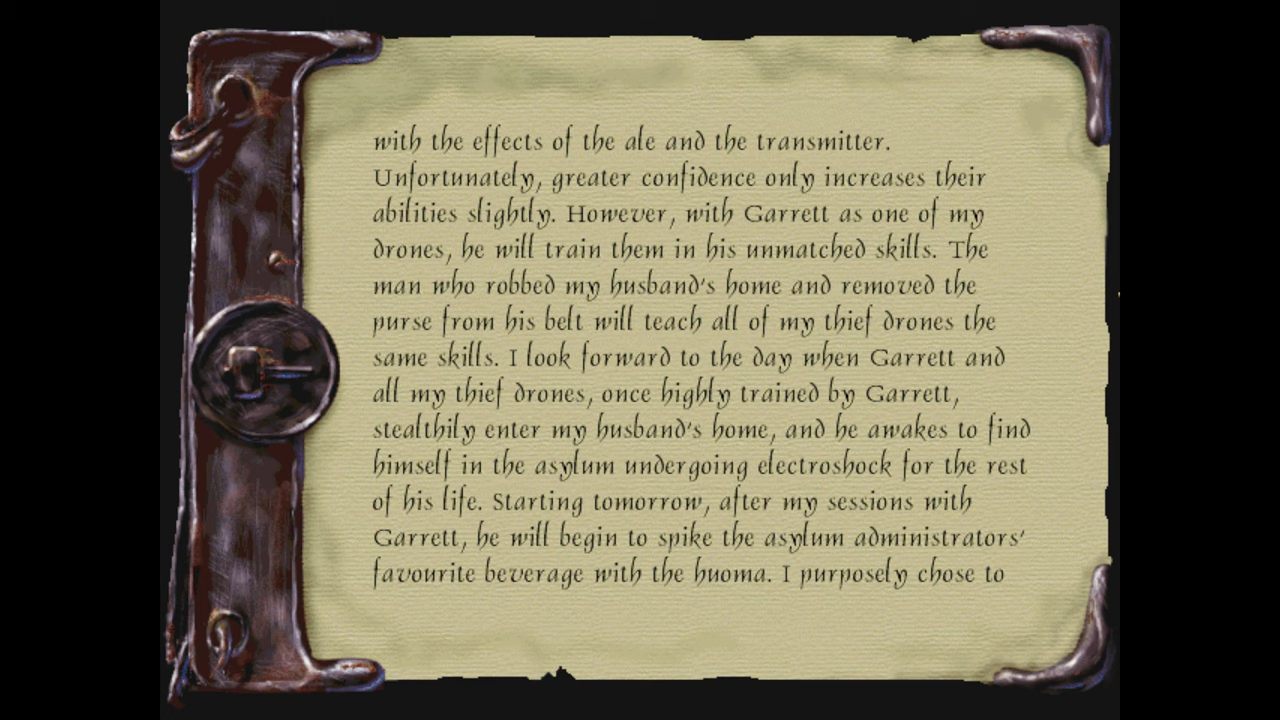 with the effects of the ale and the transmitter.
Unfortunately, greater confidence only increases their
abilities slightly. However, with Garrett as one of my
drones, he will train them in his unmatched skills. The
man who robbed my husband's home and removed the
purse from his belt will teach all of my thief drones the
same skills. I look forward to the day when Garrett and
all my thief drones, once highly trained by Garrett,
stealthily enter my husband's home, and he awakes to find
himself in the asylum undergoing electroshock for the rest
of his life. Starting tomorrow, after my sessions with
Garrett, he will begin to spike the asylum administrators'
favourite beverage with the huoma. I purposely chose to